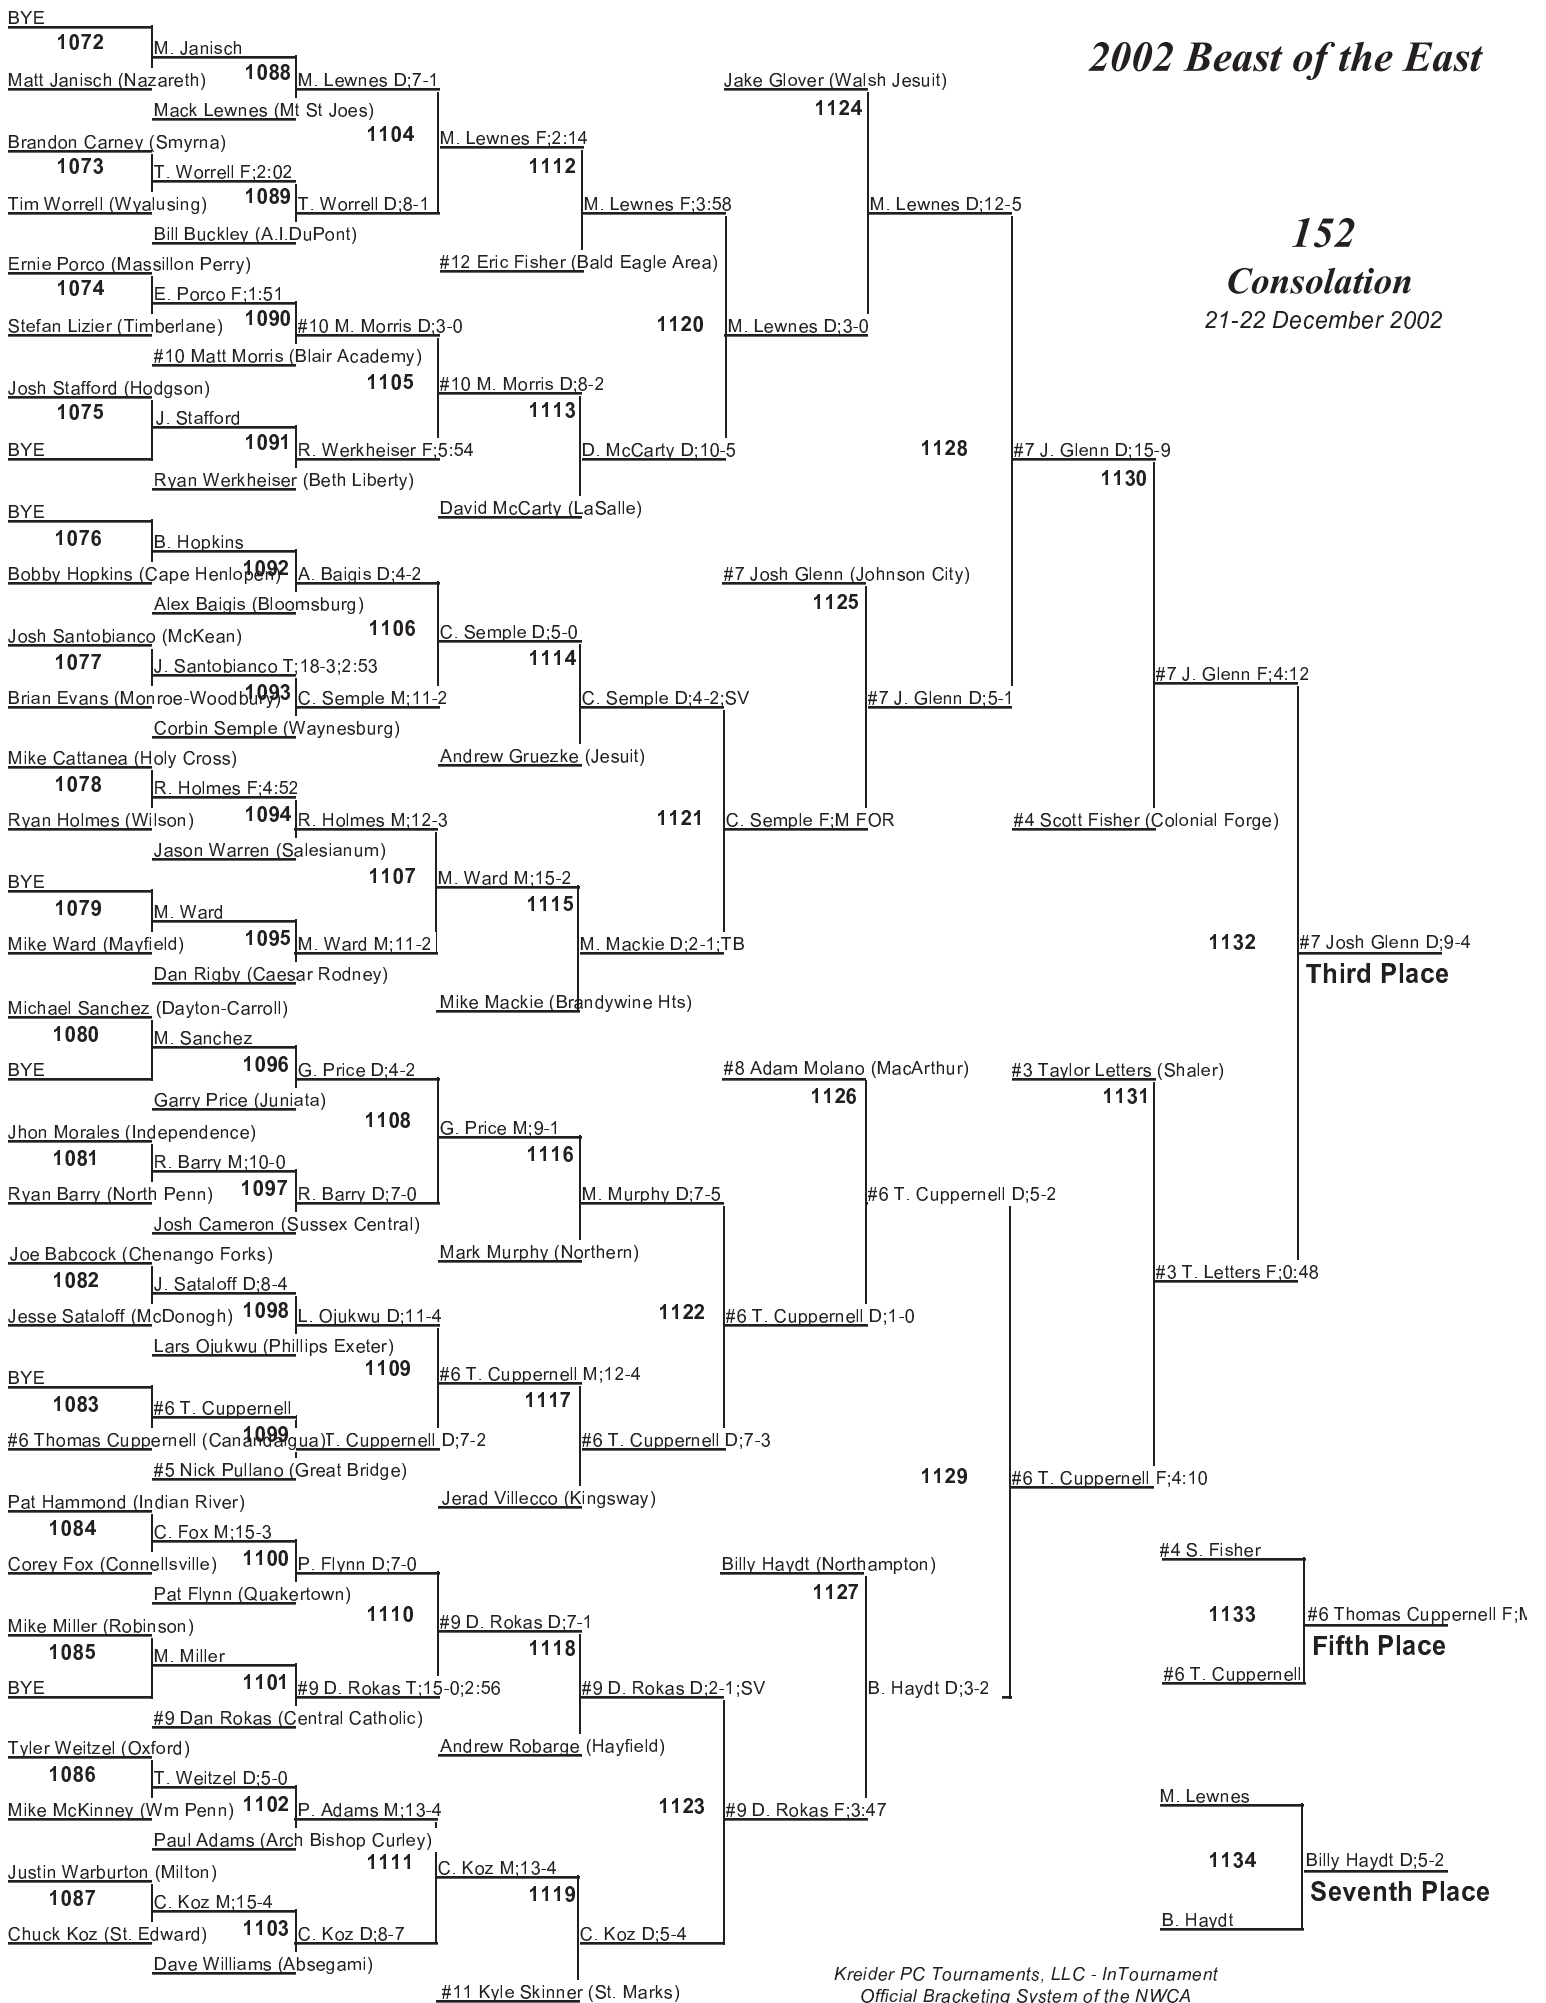 BYE
1072
M. Janisch
Matt Janisch (Nazareth)
1088
M. Lewnes D;7-1
Mack Lewnes (Mt St Joes)
1104
Brandon Carney (Smyrna)
M. Lewnes F;2:14
1073
T. Worrell F;2:02
1112
Tim Worrell (Wyalusing)
1089
T. Worrell D;8-1
M. Lewnes F;3:58
Bill Buckley (A.I.DuPont)
#12 Eric Fisher (Bald Eagle Area)
Ernie Porco (Massillon Perry)
1074
E. Porco F;1:51
Stefan Lizier (Timberlane)
1090
#10 M. Morris D;3-0
1120
M. Lewnes D;3-0
#10 Matt Morris (Blair Academy)
1105
Josh Stafford (Hodgson)
#10 M. Morris D;8-2
1075
J. Stafford
1113
BYE
1091
R. Werkheiser F;5:54
D. McCarty D;10-5
Ryan Werkheiser (Beth Liberty)
David McCarty (LaSalle)
Jake Glover (Walsh Jesuit)
1124
M. Lewnes D;12-5
2002 Beast of the East
152
Consolation
21-22 December 2002
1128
#7 J. Glenn D;15-9
1130
BYE
1076
B. Hopkins
Bobby Hopkins (Cape Henlopen)
1092
A. Baigis D;4-2
Alex Baigis (Bloomsburg)
1106
Josh Santobianco (McKean)
C. Semple D;5-0
1077
J. Santobianco T;18-3;2:53
1114
Brian Evans (Monroe-Woodbury)
1093
C. Semple M;11-2
C. Semple D;4-2;SV
Corbin Semple (Waynesburg)
Andrew Gruezke (Jesuit)
#7 Josh Glenn (Johnson City)
1125
#7 J. Glenn D;5-1
#7 J. Glenn F;4:12
Mike Cattanea (Holy Cross)
1078
R. Holmes F;4:52
Ryan Holmes (Wilson)
1094
R. Holmes M;12-3
1121
C. Semple F;M FOR
#4 Scott Fisher (Colonial Forge)
Jason Warren (Salesianum)
1107
BYE
M. Ward M;15-2
1079
M. Ward
1115
Mike Ward (Mayfield)
1095
M. Ward M;11-2
M. Mackie D;2-1;TB
Dan Rigby (Caesar Rodney)
Mike Mackie (Brandywine Hts)
1132
#7 Josh Glenn D;9-4
Third Place
Michael Sanchez (Dayton-Carroll)
1080
M. Sanchez
BYE
1096
G. Price D;4-2
Garry Price (Juniata)
1108
Jhon Morales (Independence)
G. Price M;9-1
1081
R. Barry M;10-0
1116
Ryan Barry (North Penn)
1097
R. Barry D;7-0
M. Murphy D;7-5
Josh Cameron (Sussex Central)
Mark Murphy (Northern)
#8 Adam Molano (MacArthur)
1126
#6 T. Cuppernell D;5-2
#3 Taylor Letters (Shaler)
1131
#3 T. Letters F;0:48
Joe Babcock (Chenango Forks)
1082
J. Sataloff D;8-4
Jesse Sataloff (McDonogh)
1098
L. Ojukwu D;11-4
1122
#6 T. Cuppernell D;1-0
Lars Ojukwu (Phillips Exeter)
1109
BYE
#6 T. Cuppernell M;12-4
1083
#6 T. Cuppernell
1117
#6 Thomas Cuppernell (Canandaigua)
1099
T. Cuppernell D;7-2
#6 T. Cuppernell D;7-3
#5 Nick Pullano (Great Bridge)
Jerad Villecco (Kingsway)
1129
#6 T. Cuppernell F;4:10
Pat Hammond (Indian River)
1084
C. Fox M;15-3
Corey Fox (Connellsville)
1100
P. Flynn D;7-0
Pat Flynn (Quakertown)
1110
Mike Miller (Robinson)
#9 D. Rokas D;7-1
1085
M. Miller
1118
BYE
1101
#9 D. Rokas T;15-0;2:56
#9 D. Rokas D;2-1;SV
#9 Dan Rokas (Central Catholic)
Andrew Robarge (Hayfield)
Billy Haydt (Northampton)
1127
B. Haydt D;3-2
#4 S. Fisher
1133
#6 Thomas Cuppernell F;M
Fifth Place
#6 T. Cuppernell
Tyler Weitzel (Oxford)
1086
T. Weitzel D;5-0
Mike McKinney (Wm Penn)
1102
P. Adams M;13-4
1123
#9 D. Rokas F;3:47
Paul Adams (Arch Bishop Curley)
1111
Justin Warburton (Milton)
C. Koz M;13-4
1087
C. Koz M;15-4
1119
Chuck Koz (St. Edward)
1103
C. Koz D;8-7
C. Koz D;5-4
Dave Williams (Absegami)
#11 Kyle Skinner (St. Marks)
M. Lewnes
1134
Billy Haydt D;5-2
Seventh Place
B. Haydt
Kreider PC Tournaments, LLC - InTournament
Official Bracketing System of the NWCA